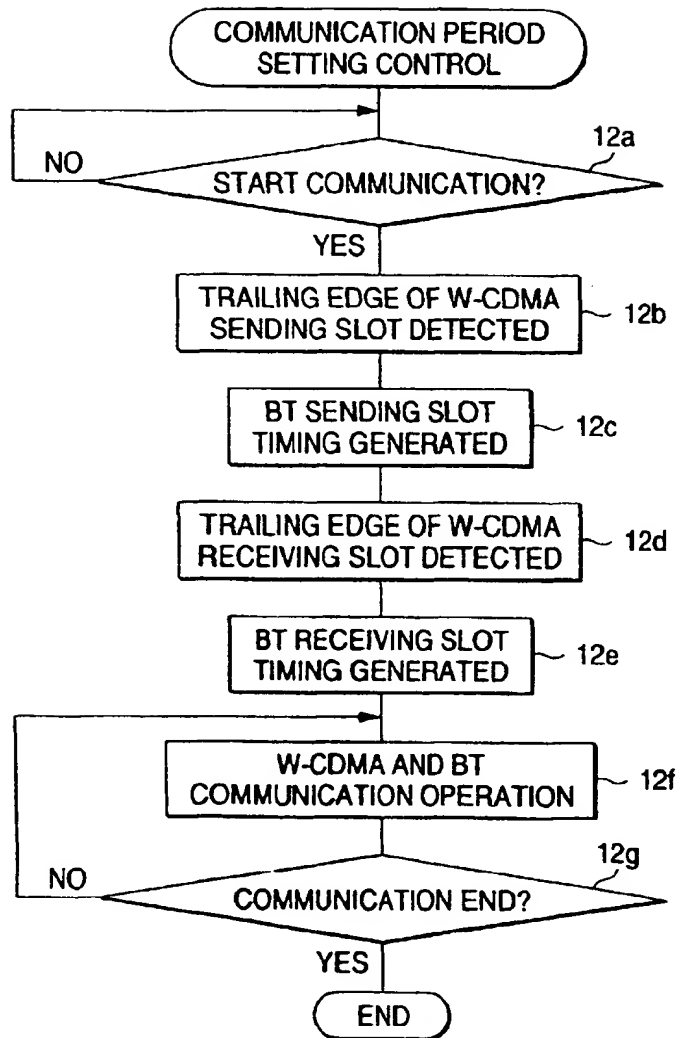 COMMUNICATION PERIOD
SETTING CONTROL
12a
NO
START COMMUNICATION?
YES
TRAILING EDGE OF W-CDMA
SENDING SLOT DETECTED
12b
BT SENDING SLOT
TIMING GENERATED
12c
TRAILING EDGE OF W-CDMA
RECEIVING SLOT DETECTED
12d
BT RECEIVING SLOT
TIMING GENERATED
12e
W-CDMA AND BT
COMMUNICATION OPERATION
12f
12g
NO
COMMUNICATION END?
YES
END